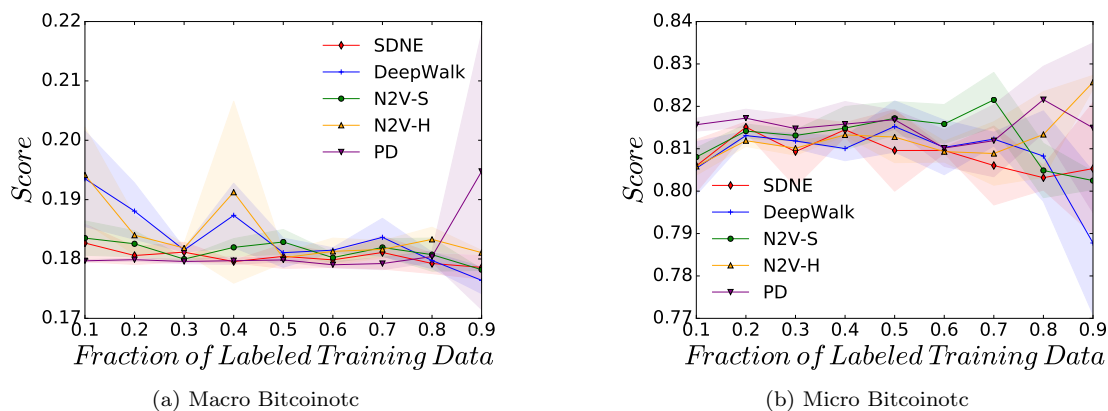 0.22
0.21
0.20
0.19
0.18
0.17
Score
SDNE
DeepWalk
N2V-S
N2V-H
PD
0.1 0.2 0.3 0.4 0.5 0.6 0.7 0.8 0.9
Fraction of Labeled Training Data
(a) Macro Bitcoinotc
0.84
0.83
0.82
0.81
0.80
0.79
0.78
0.77
Score
SDNE
DeepWalk
N2V-S
N2V-H
PD
0.1 0.2 0.3 0.4 0.5 0.6 0.7 0.8 0.9
Fraction of Labeled Training Data
(b) Micro Bitcoinotc